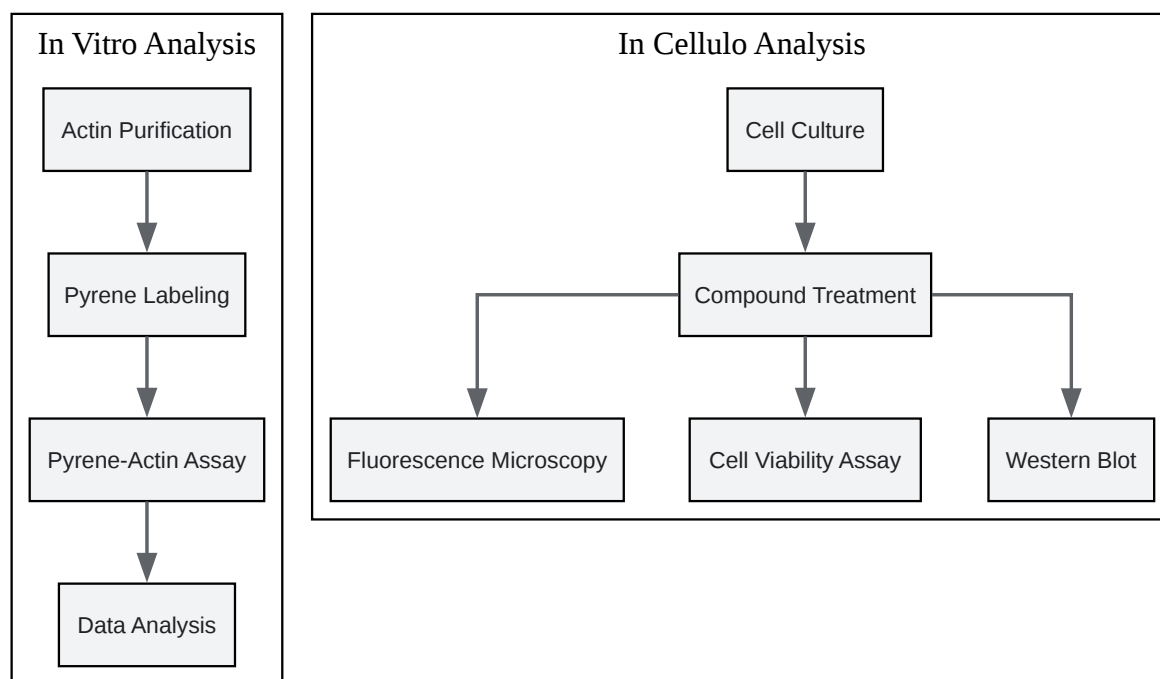 In Vitro Analysis
Actin Purification
Pyrene Labeling
Pyrene-Actin Assay
Data Analysis
In Cellulo Analysis
Cell Culture
Compound Treatment
Fluorescence Microscopy
Cell Viability Assay
Western Blot